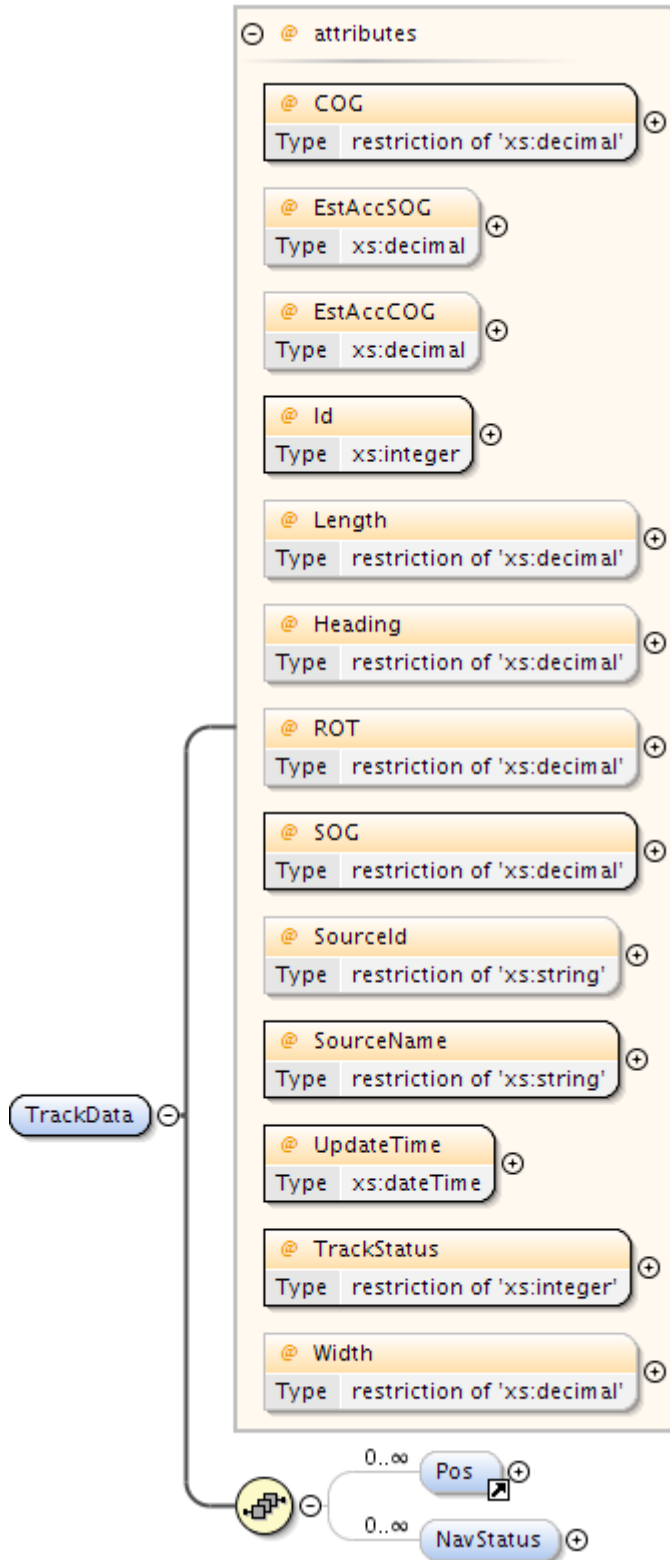 @ attributes
@ COG
Type restriction of 'xs:decimal'
@ EstAccSOG
Type xs:decimal
@ EstAccCOG
Type xs:decimal
@ Id
Type xs:integer
@ Length
Type restriction of 'xs:decimal'
@ Heading
Type restriction of 'xs:decimal'
@ ROT
Type restriction of 'xs:decimal'
@ SOG
Type restriction of 'xs:decimal'
@ SourceId
Type restriction of 'xs:string'
@ SourceName
Type restriction of 'xs:string'
TrackData
@ UpdateTime
Type xs:dateTime
@ TrackStatus
Type restriction of 'xs:integer'
@ Width
Type restriction of 'xs:decimal'
0..∞
Pos
0..∞
NavStatus